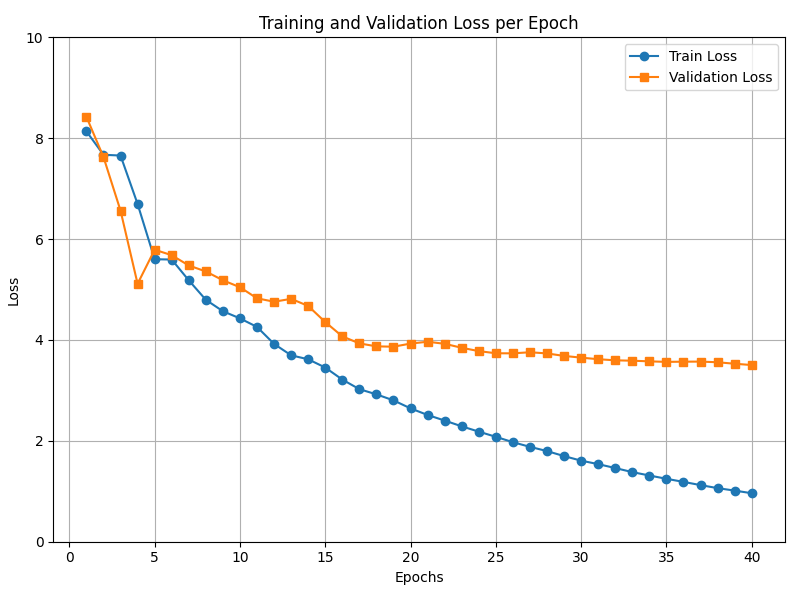 Training and Validation Loss per Epoch
Train Loss
Validation Loss
Loss
10
8
6
4
2
0
0 5 10 15 20 25 30 35 40
Epochs